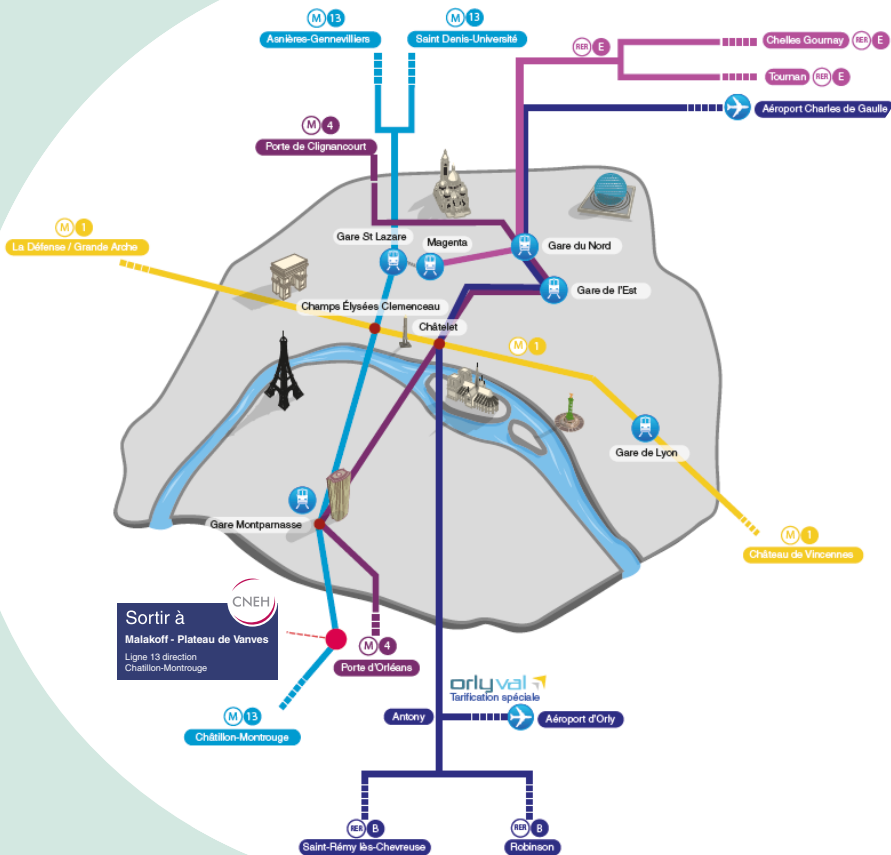 M 13
Asnières-Gennevilliers
M 13
Saint Denis-Université
RER E
Chelles Gournay RER E
Tournan RER E
Aéroport Charles de Gaulle
M 4
Porte de Clignancourt
M 1
La Défense / Grande Arche
Gare St Lazare
Magenta
Gare du Nord
Gare de l'Est
Champs Élysées Clemenceau
Châtelet
M 1
Gare de Lyon
Gare Montparnasse
M 1
Château de Vincennes
CNEH
Sortir à
Malakoff - Plateau de Vanves
Ligne 13 direction
Chatillon-Montrouge
M 4
Porte d'Orléans
M 13
Châtillon-Montrouge
orlyval
Tarification spéciale
Antony
Aéroport d'Orly
RER B
Saint-Rémy lès-Chevreuse
RER B
Robinson